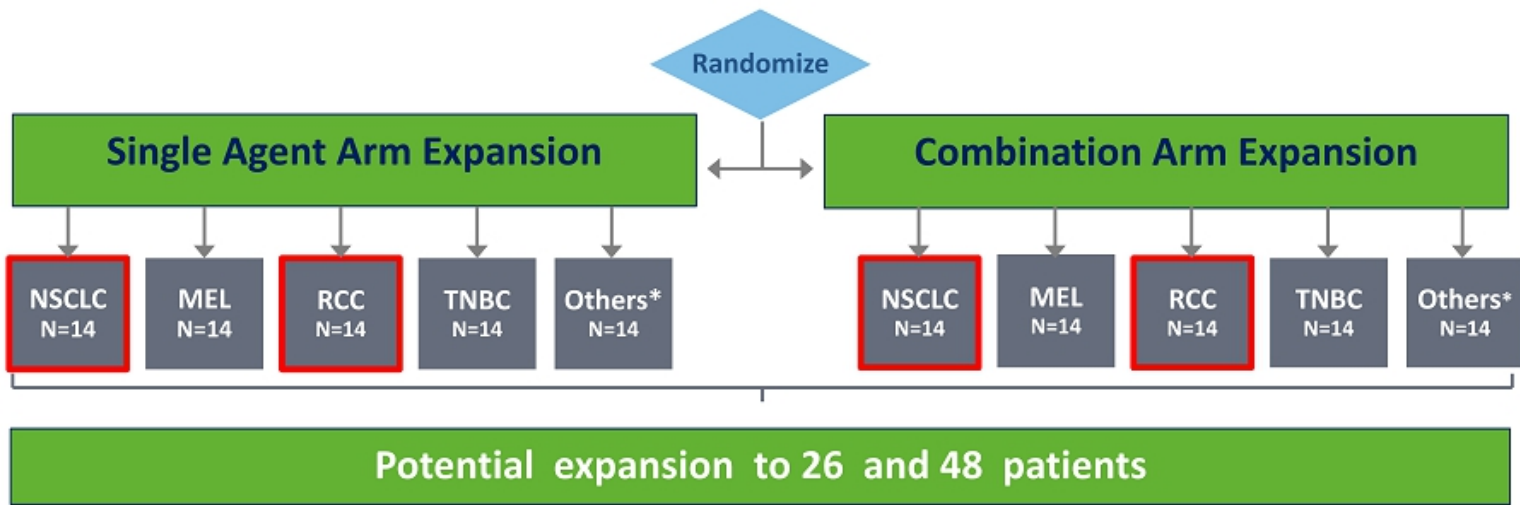 Randomize
Single Agent Arm Expansion
Combination Arm Expansion
NSCLC
N=14
MEL
N=14
RCC
N=14
TNBC
N=14
Others*
N=14
NSCLC
N=14
MEL
N=14
RCC
N=14
TNBC
N=14
Others*
N=14
Potential expansion to 26 and 48 patients